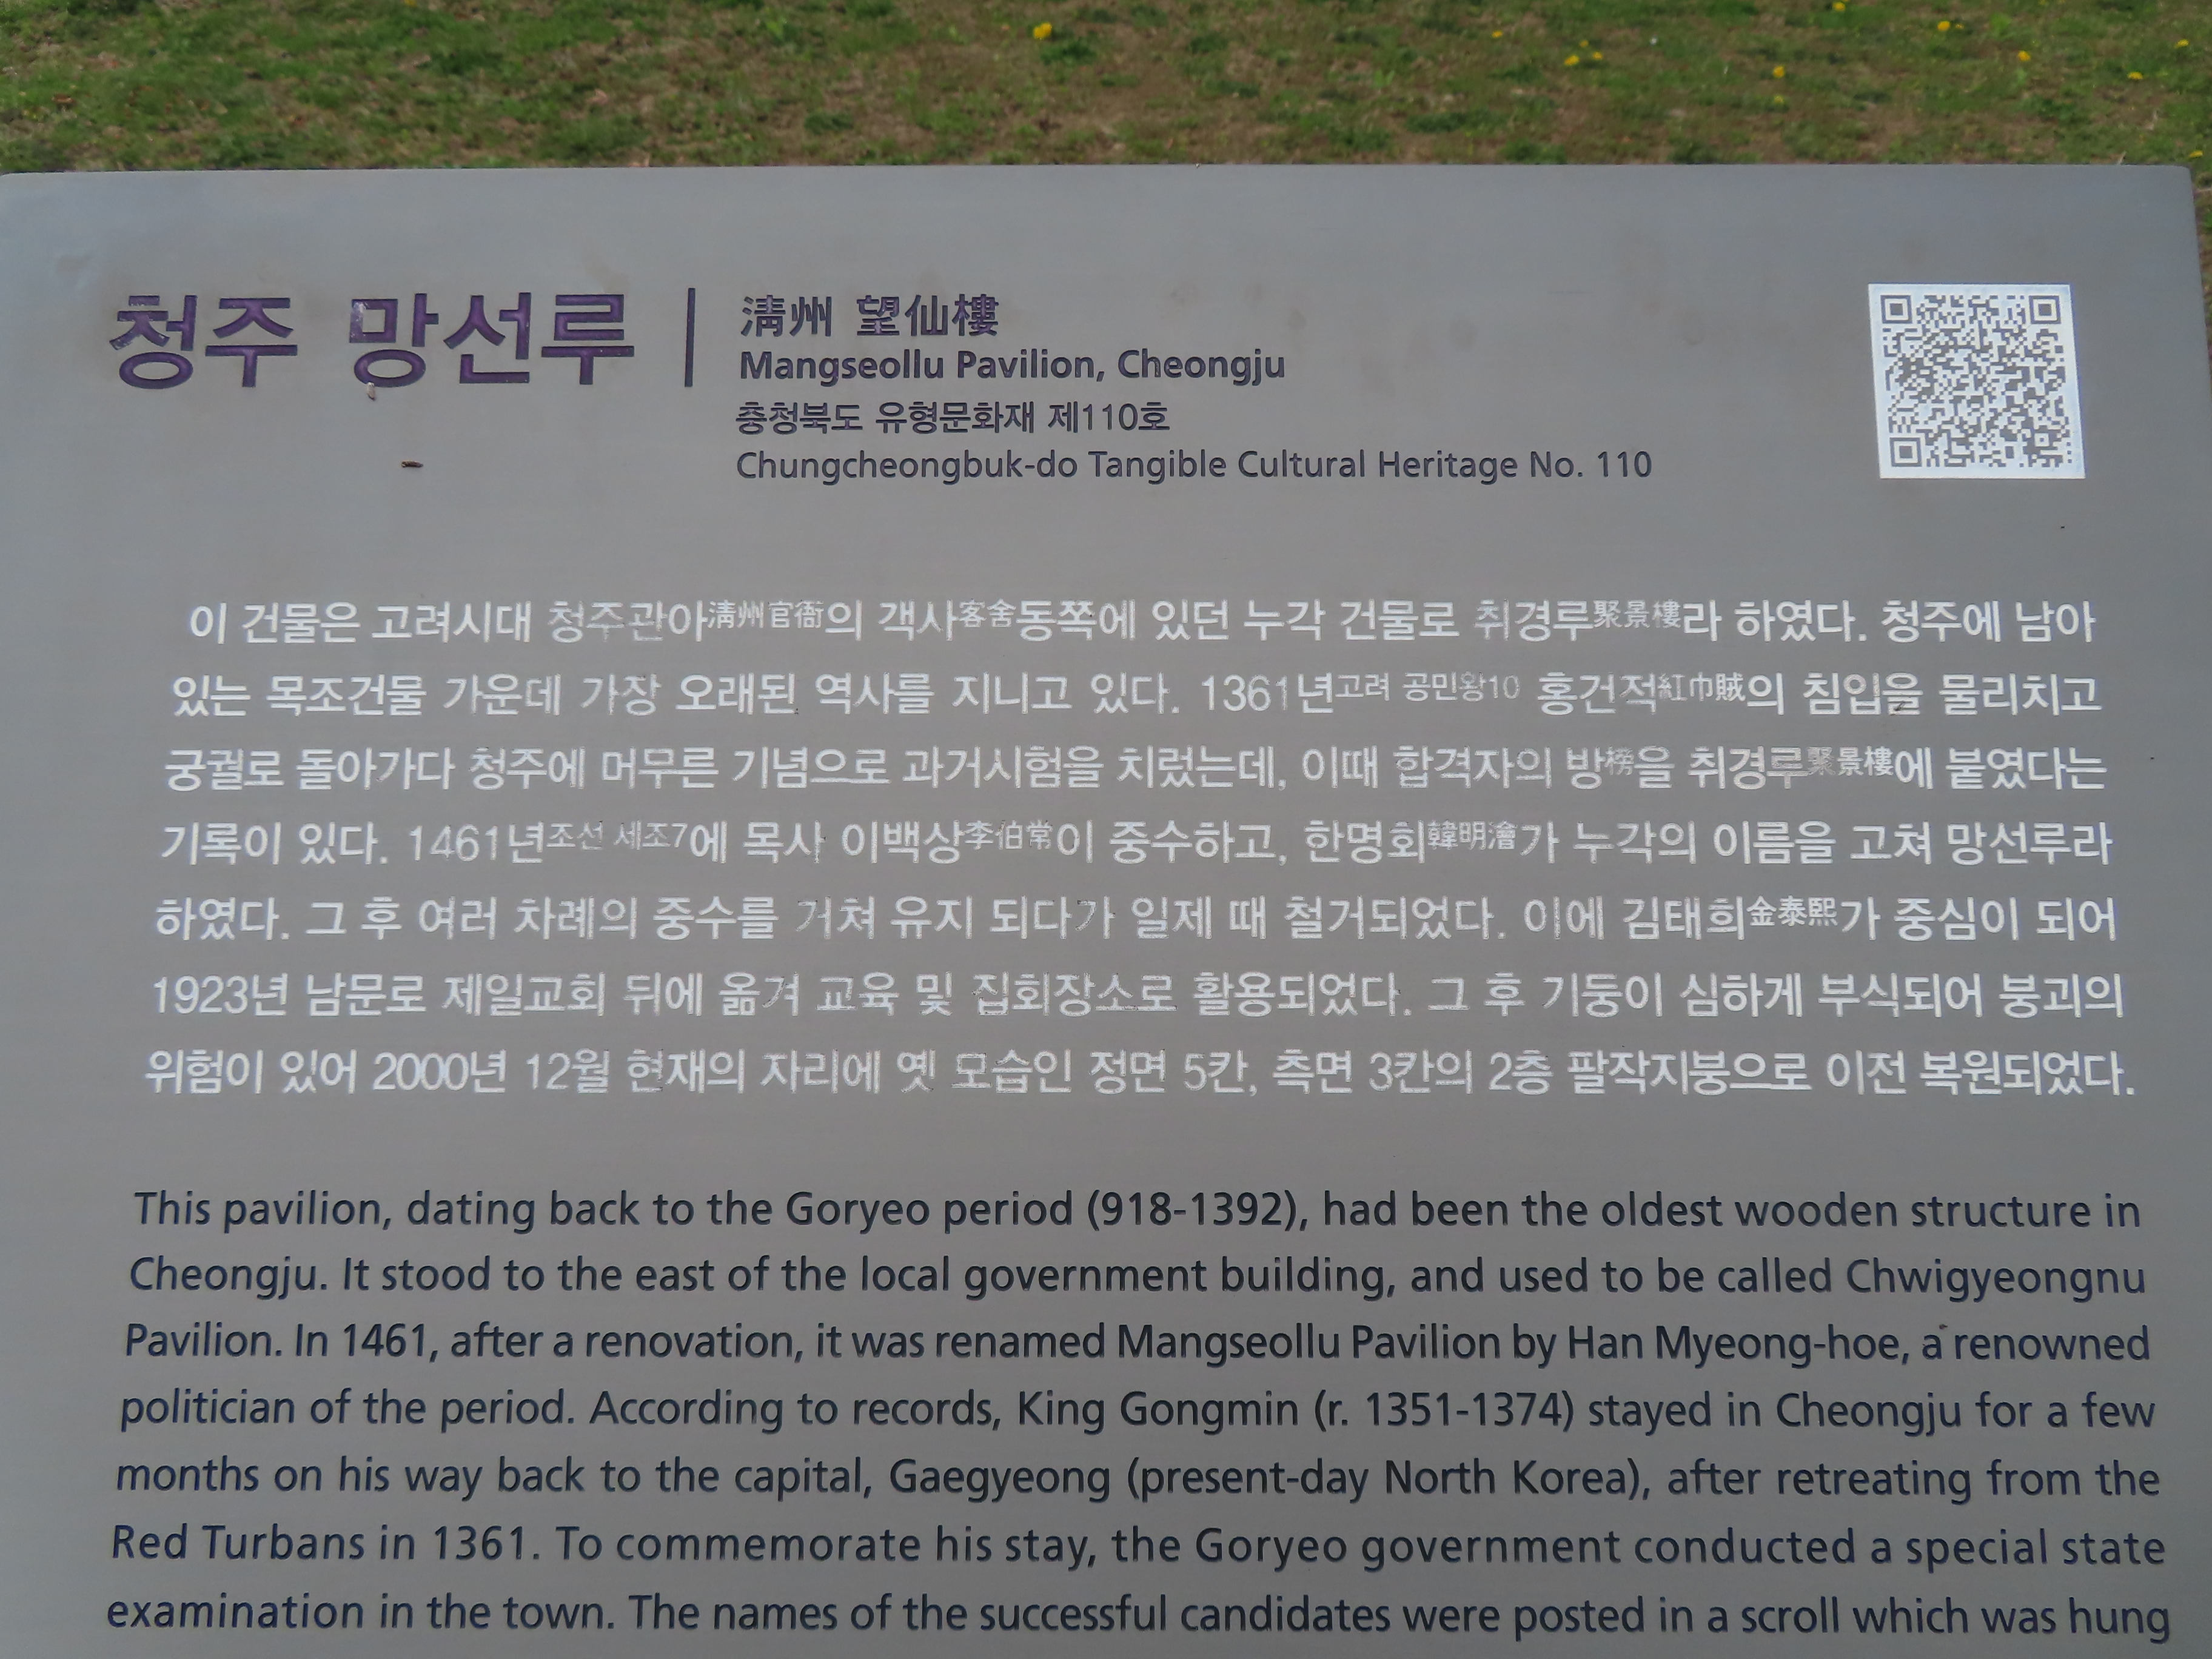 청주 망선루
淸州 望仙樓
Mangseollu Pavilion, Cheongju
충청북도 유형문화재 제110호
Chungcheongbuk-do Tangible Cultural Heritage No. 110
이 건물은 고려시대 청주관아淸州官衙의 객사客舍동쪽에 있던 누각 건물로 취경루聚景樓라 하였다. 청주에 남아
있는 목조건물 가운데 가장 오래된 역사를 지니고 있다. 1361년고려 공민왕10 홍건적紅巾賊의 침입을 물리치고
궁궐로 돌아가다 청주에 머무른 기념으로 과거시험을 치렀는데, 이때 합격자의 방榜을 취경루聚景樓에 붙였다는
기록이 있다. 1461년조선 세조7에 목사 이백상李伯常이 중수하고, 한명회韓明澮가 누각의 이름을 고쳐 망선루라
하였다. 그 후 여러 차례의 중수를 거쳐 유지 되다가 일제 때 철거되었다. 이에 김태희金泰熙가 중심이 되어
1923년 남문로 제일교회 뒤에 옮겨 교육 및 집회장소로 활용되었다. 그 후 기둥이 심하게 부식되어 붕괴의
위험이 있어 2000년 12월 현재의 자리에 옛 모습인 정면 5칸, 측면 3칸의 2층 팔작지붕으로 이전 복원되었다.
This pavilion, dating back to the Goryeo period (918-1392), had been the oldest wooden structure in
Cheongju. It stood to the east of the local government building, and used to be called Chwigyeongnu
Pavilion. In 1461, after a renovation, it was renamed Mangseollu Pavilion by Han Myeong-hoe, a renowned
politician of the period. According to records, King Gongmin (r. 1351-1374) stayed in Cheongju for a few
months on his way back to the capital, Gaegyeong (present-day North Korea), after retreating from the
Red Turbans in 1361. To commemorate his stay, the Goryeo government conducted a special state
examination in the town. The names of the successful candidates were posted in a scroll which was hung